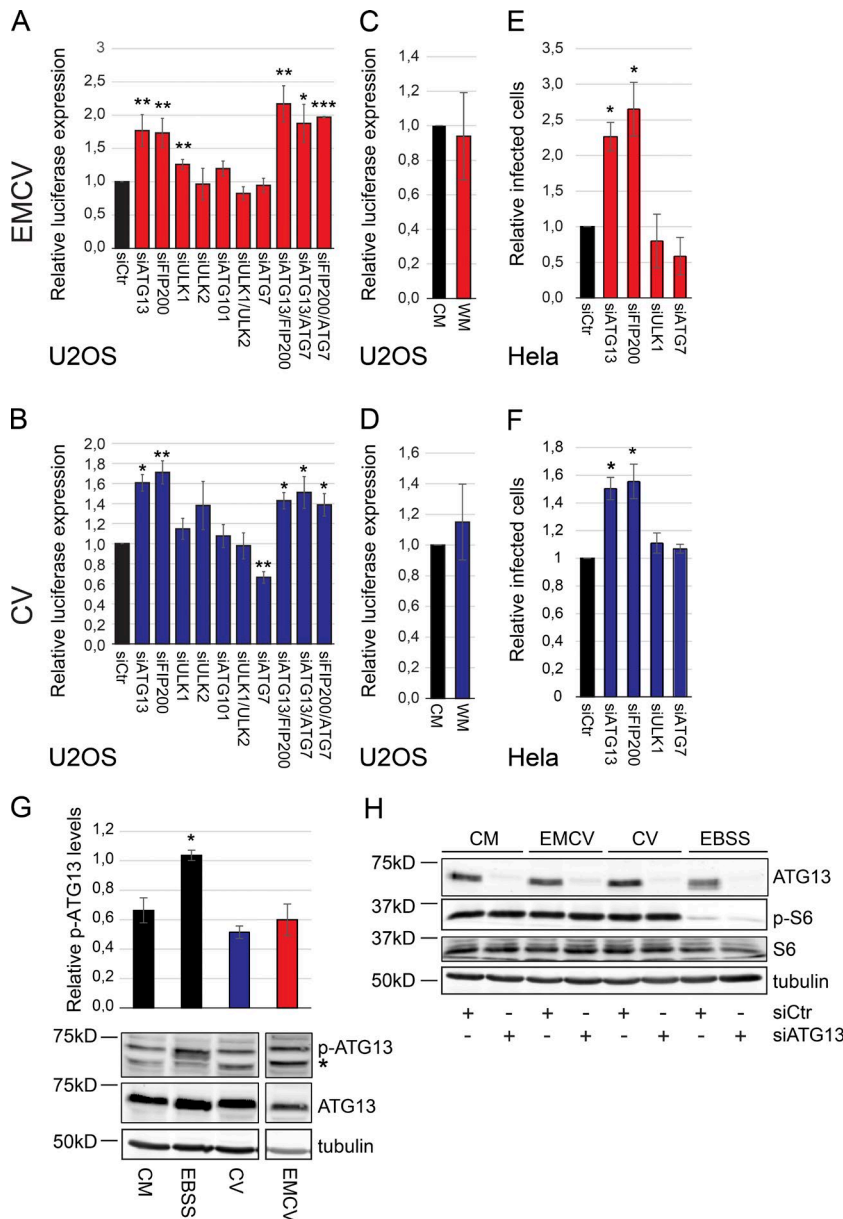 A
EMCV
Relative luciferase expression
3
2,5
2,0
1,5
1,0
0,5
0,0
** ** ** ** * ***
siCtr
siATG13
siFIP200
siULK1
siULK2
siATG101
siULK1/ULK2
siATG7
siATG13/FIP200
siATG13/ATG7
siFIP200/ATG7
U2OS
C
Relative luciferase expression
1,4
1,2
1,0
0,8
0,6
0,4
0,2
0,0
CM
WM
U2OS
E
Relative infected cells
3,5
3,0
2,5
2,0
1,5
1,0
0,5
0,0
* *
siCtr
siATG13
siFIP200
siULK1
siATG7
Hela
B
CV
Relative luciferase expression
2,0
1,8
1,6
1,4
1,2
1,0
0,8
0,6
0,4
0,2
0,0
* ** ** * * *
siCtr
siATG13
siFIP200
siULK1
siULK2
siATG101
siULK1/ULK2
siATG7
siATG13/FIP200
siATG13/ATG7
siFIP200/ATG7
U2OS
D
Relative luciferase expression
1,6
1,4
1,2
1,0
0,8
0,6
0,4
0,2
0,0
CM
WM
U2OS
F
Relative infected cells
1,8
1,6
1,4
1,2
1,0
0,8
0,6
0,4
0,2
0
* *
siCtr
siATG13
siFIP200
siULK1
siATG7
Hela
G
Relative p-ATG13 levels
1,2
1,0
0,8
0,6
0,4
0,2
0,0
*
75kD
p-ATG13
*
75kD
ATG13
50kD
tubulin
CM
EBSS
CV
EMCV
H
CM EMCV CV EBSS
75kD
ATG13
37kD
p-S6
37kD
S6
50kD
tubulin
+ - + - + - + - siCtr
- + - + - + - + siATG13